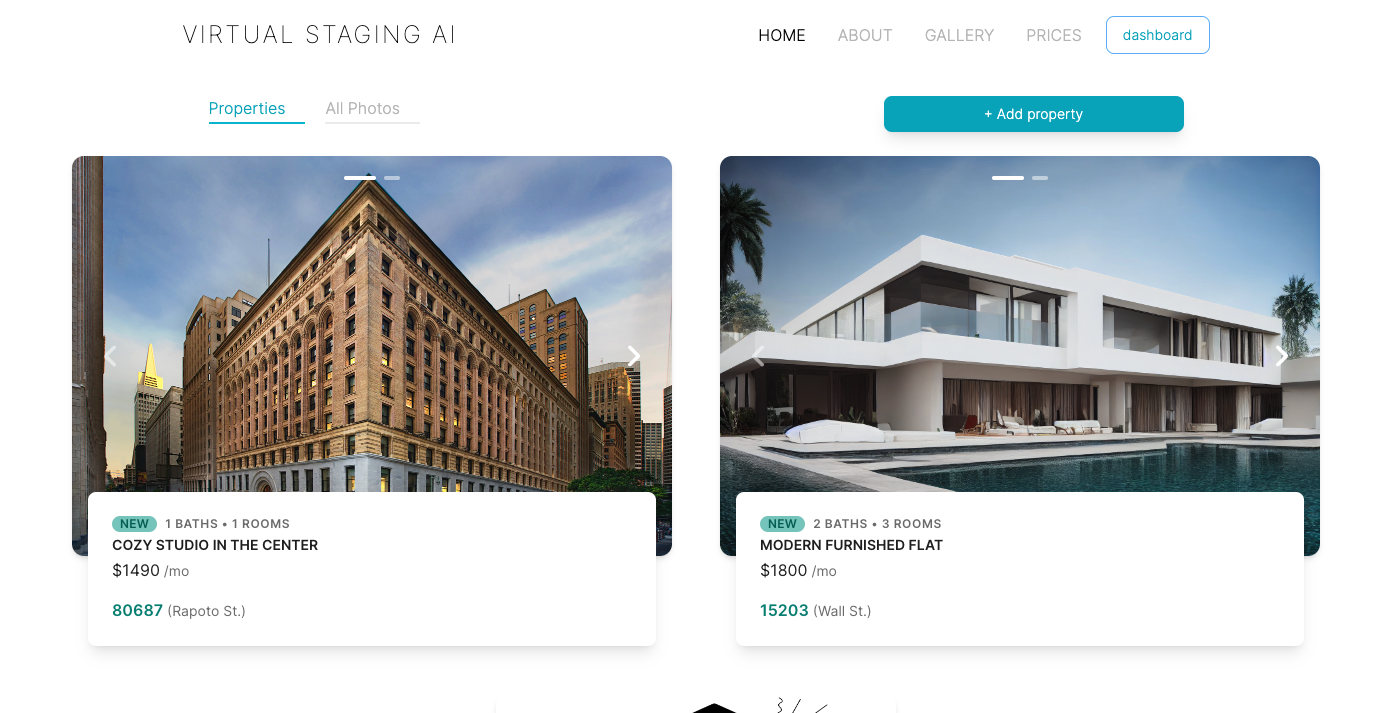 VIRTUAL STAGING AI
HOME ABOUT GALLERY PRICES dashboard
Properties All Photos
+ Add property
NEW 1 BATHS • 1 ROOMS
COZY STUDIO IN THE CENTER
$1490 /mo
80687 (Rapoto St.)
NEW 2 BATHS • 3 ROOMS
MODERN FURNISHED FLAT
$1800 /mo
15203 (Wall St.)